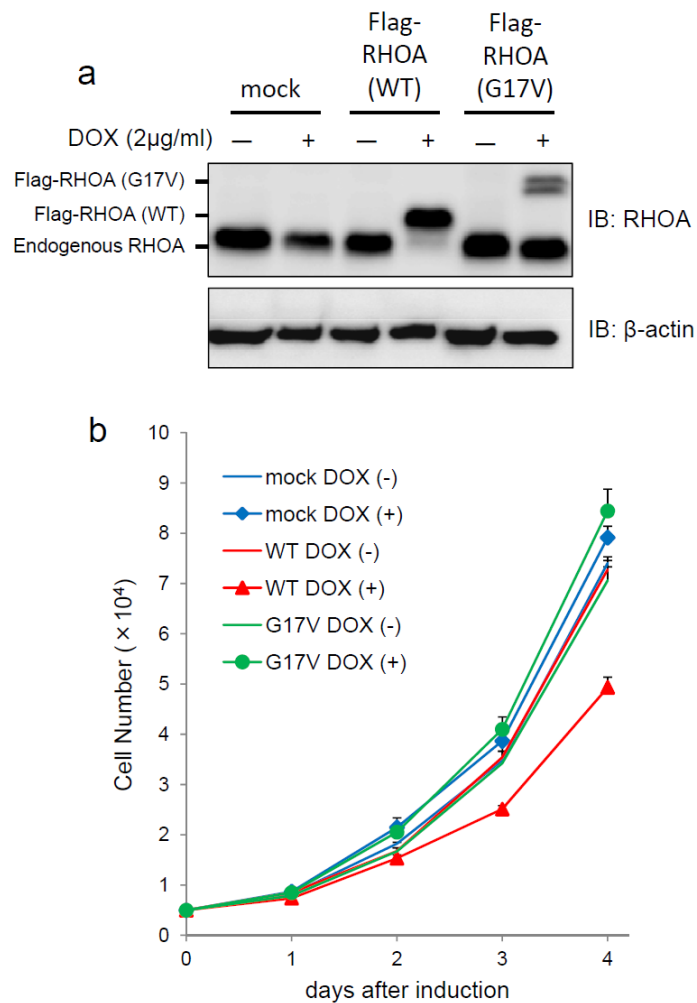 a
mock
Flag-
RHOA
(WT)
Flag-
RHOA
(G17V)
DOX (2µg/ml) — + — + — +
Flag-RHOA (G17V)
Flag-RHOA (WT)
Endogenous RHOA
IB: RHOA
IB: β-actin
b
Cell Number ( × 10⁴)
10
9
8
7
6
5
4
3
2
1
0
mock DOX (-)
mock DOX (+)
WT DOX (-)
WT DOX (+)
G17V DOX (-)
G17V DOX (+)
0 1 2 3 4
days after induction